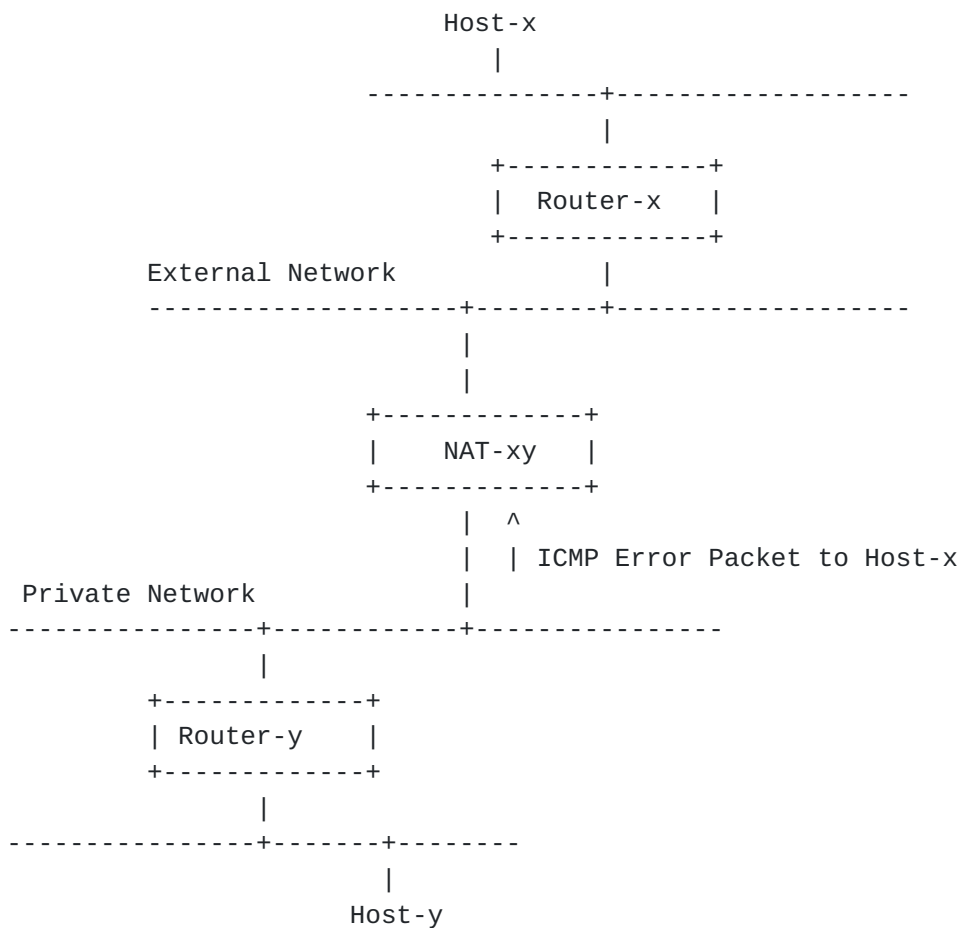 Host-x
|
---------------+-------------------
|
+-------------+
| Router-x |
+-------------+
External Network |
--------------------+--------+-------------------
|
|
+-------------+
| NAT-xy |
+-------------+
| ^
| | ICMP Error Packet to Host-x
Private Network |
----------------+------------+----------------
|
+-------------+
| Router-y |
+-------------+
|
----------------+-------+--------
|
Host-y